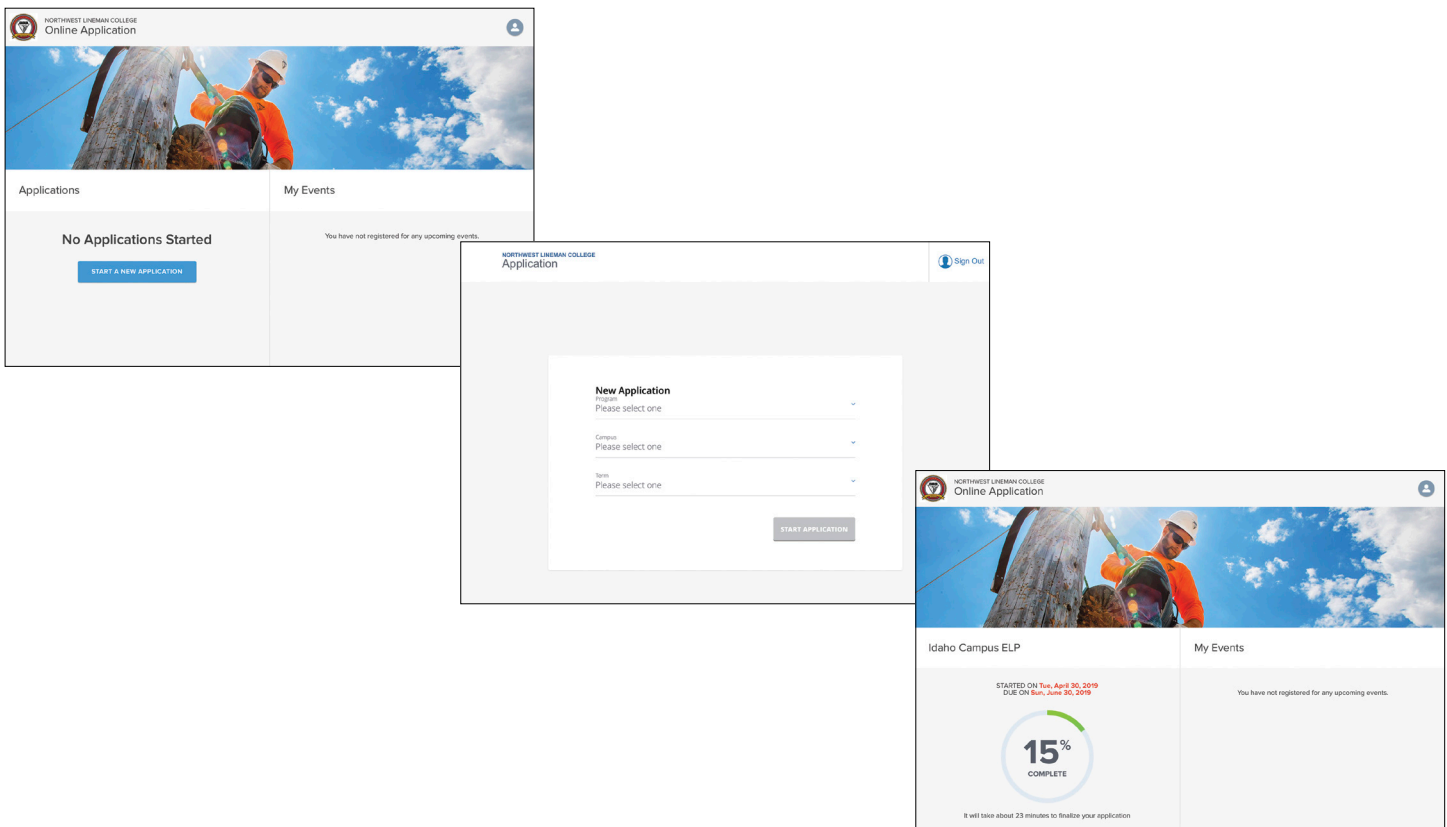 NORTHWEST LINEMAN COLLEGE
Online Application
Applications
My Events
No Applications Started
You have not registered for any upcoming events.
START A NEW APPLICATION
NORTHWEST LINEMAN COLLEGE
Application
Sign Out
New Application
Program
Please select one
Campus
Please select one
Term
Please select one
START APPLICATION
NORTHWEST LINEMAN COLLEGE
Online Application
Idaho Campus ELP
My Events
STARTED ON Tue, April 30, 2019
DUE ON Sun, June 30, 2019
You have not registered for any upcoming events.
15%
COMPLETE
It will take about 23 minutes to finalize your application